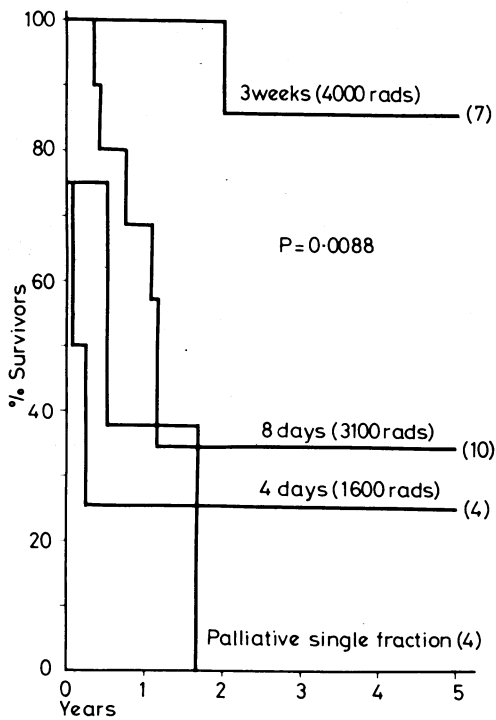 100
3weeks (4000 rads)
(7)
80
P=0·0088
60
% Survivors
40
8 days (3100 rads)
(10)
4 days (1600 rads)
(4)
20
Palliative single fraction (4)
0
0 1 2 3 4 5
Years